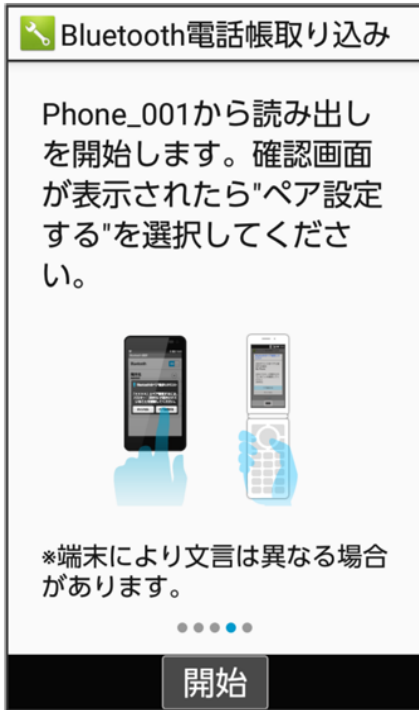 Bluetooth電話帳取り込み
Phone_001から読み出し
を開始します。確認画面
が表示されたら"ペア設定
する"を選択してくださ
い。
※端末により文言は異なる場合
があります。
開始